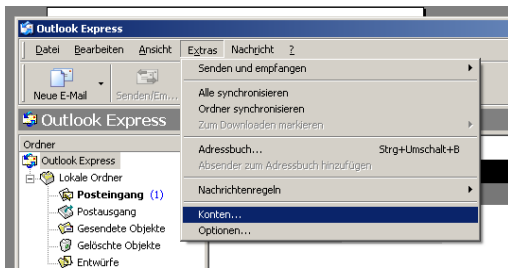 Outlook Express
Datei Bearbeiten Ansicht Extras Nachricht ?
Neue E-Mail Senden/Em...
Outlook Express
Ordner
Outlook Express
Lokale Ordner
Posteingang (1)
Postausgang
Gesendete Objekte
Gelöschte Objekte
Entwürfe
Senden und empfangen
Alle synchronisieren
Ordner synchronisieren
Zum Downloaden markieren
Adressbuch... Strg+Umschalt+B
Absender zum Adressbuch hinzufügen
Nachrichtenregeln
Konten...
Optionen...